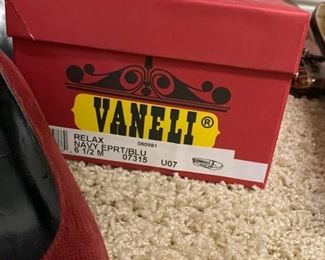 VANELI®
RELAX 060091
NAVY EPRT/BLU
6 1/2 M 07315 U07